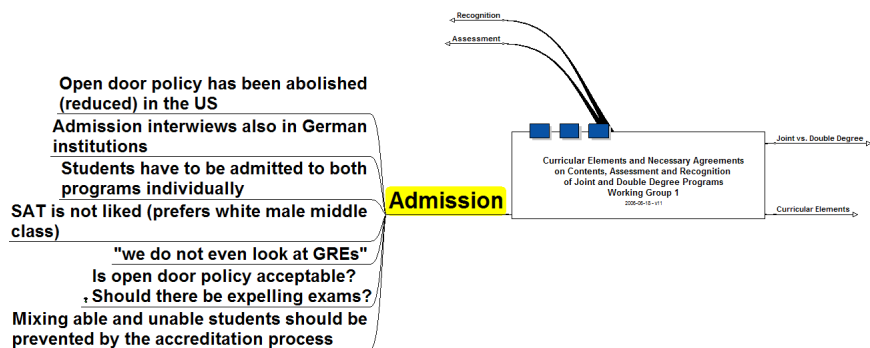 Recognition
Assessment
Open door policy has been abolished
(reduced) in the US
Admission interwiews also in German
institutions
Students have to be admitted to both
programs individually
SAT is not liked (prefers white male middle
class)
"we do not even look at GREs"
Is open door policy acceptable?
Should there be expelling exams?
Mixing able and unable students should be
prevented by the accreditation process
Admission
Curricular Elements and Necessary Agreements
on Contents, Assessment and Recognition
of Joint and Double Degree Programs
Working Group 1
2006-06-18 - v11
Joint vs. Double Degree
Curricular Elements